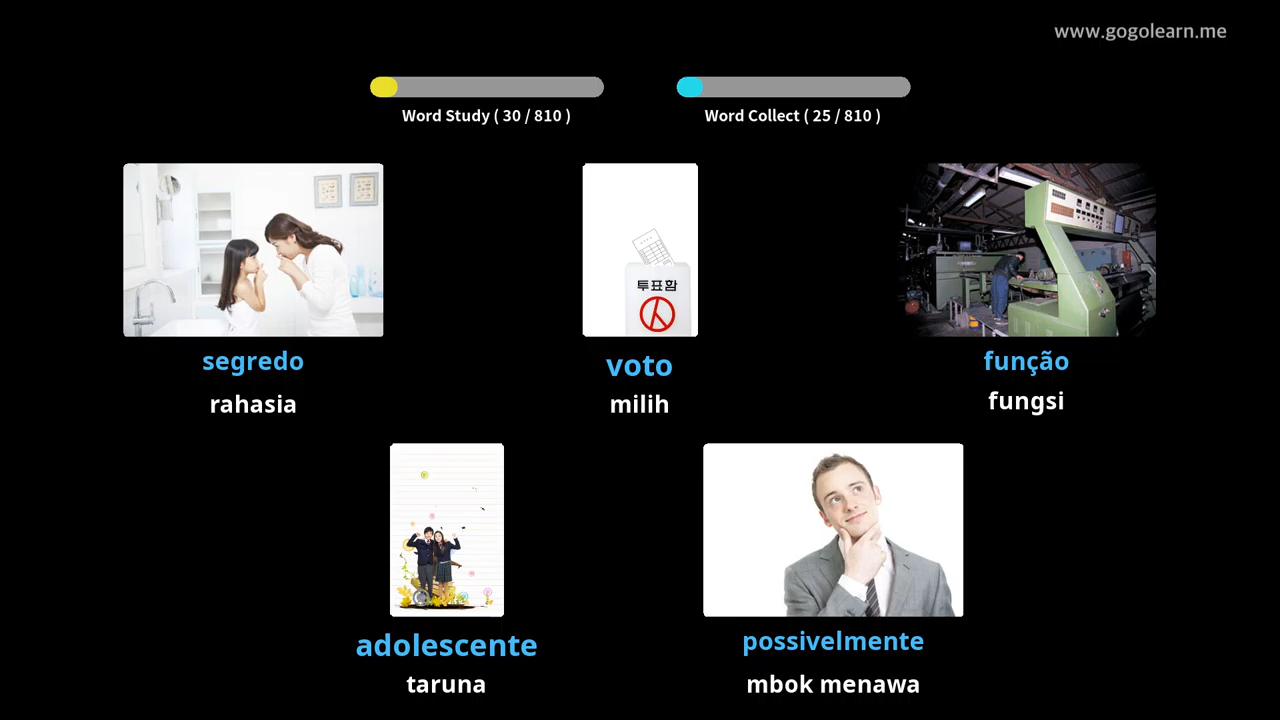 www.gogolearn.me
Word Study ( 30 / 810 )
Word Collect ( 25 / 810 )
투표함
segredo
rahasia
voto
milih
função
fungsi
adolescente
taruna
possivelmente
mbok menawa